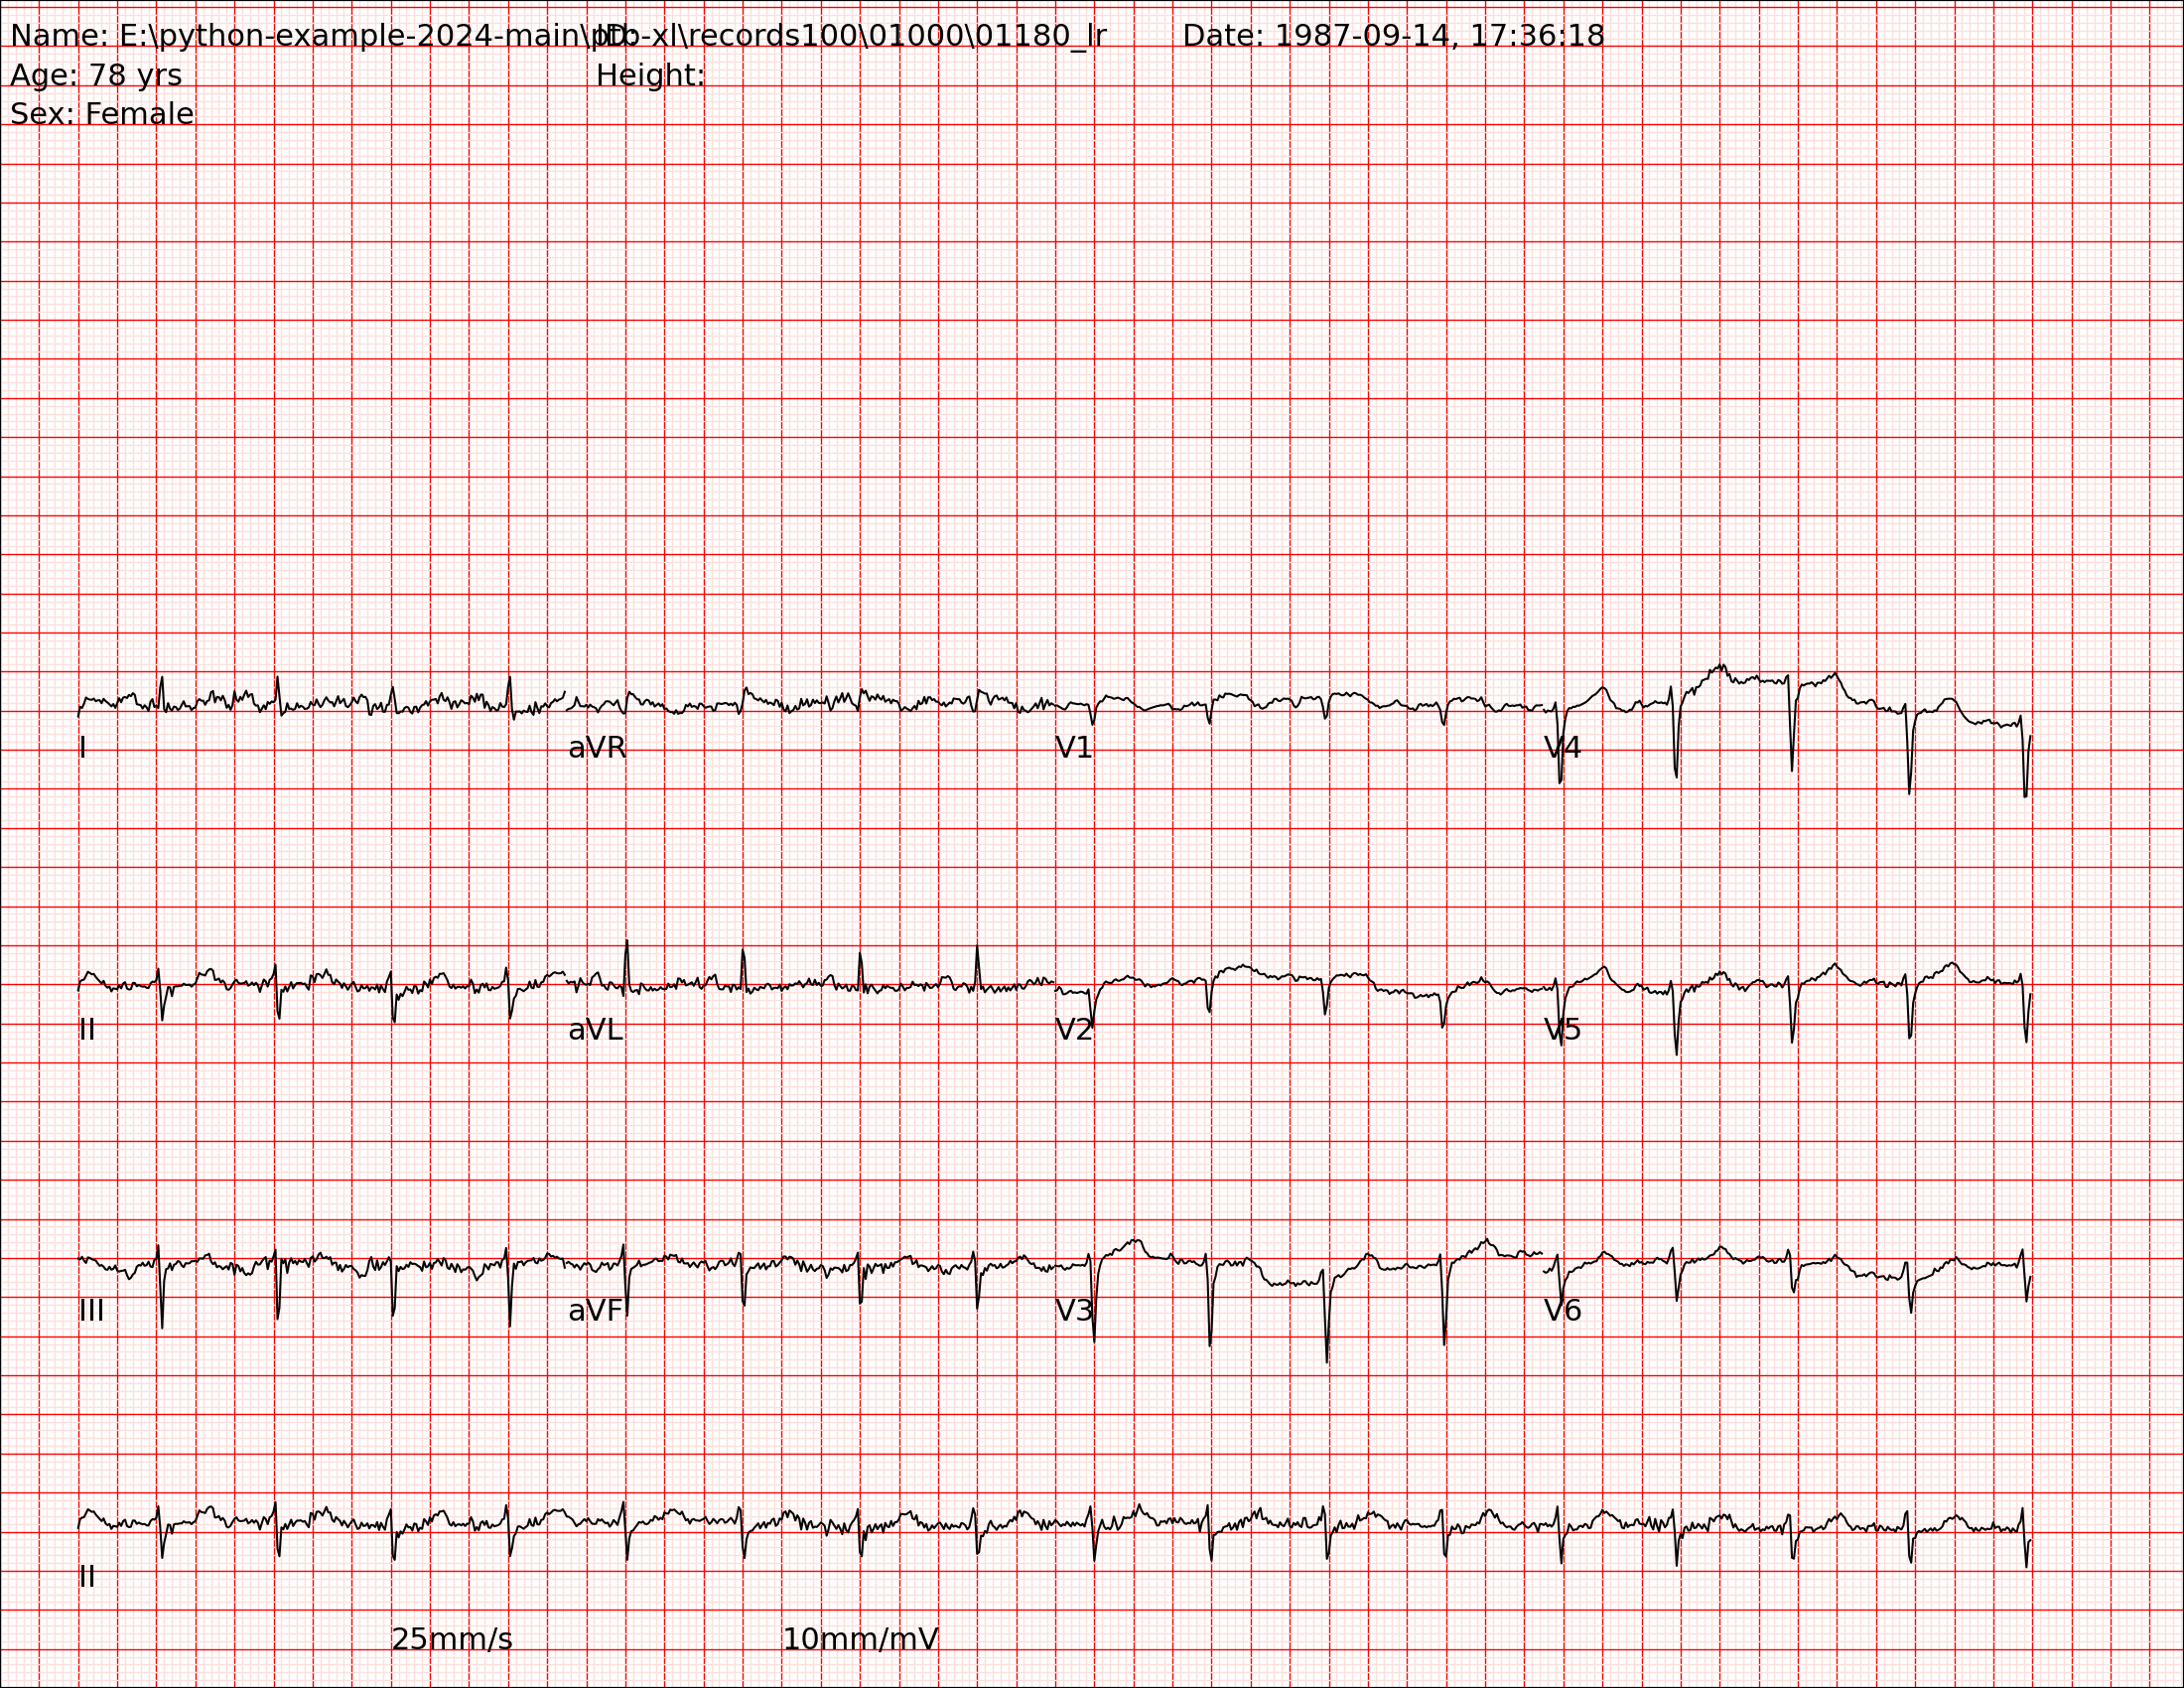 Name: E:\python-example-2024-main\ptb-xl\records100\01000\01180_lr ID: Date: 1987-09-14, 17:36:18
Age: 78 yrs Height:
Sex: Female
I aVR V1 V4
II aVL V2 V5
III aVF V3 V6
II
25mm/s 10mm/mV